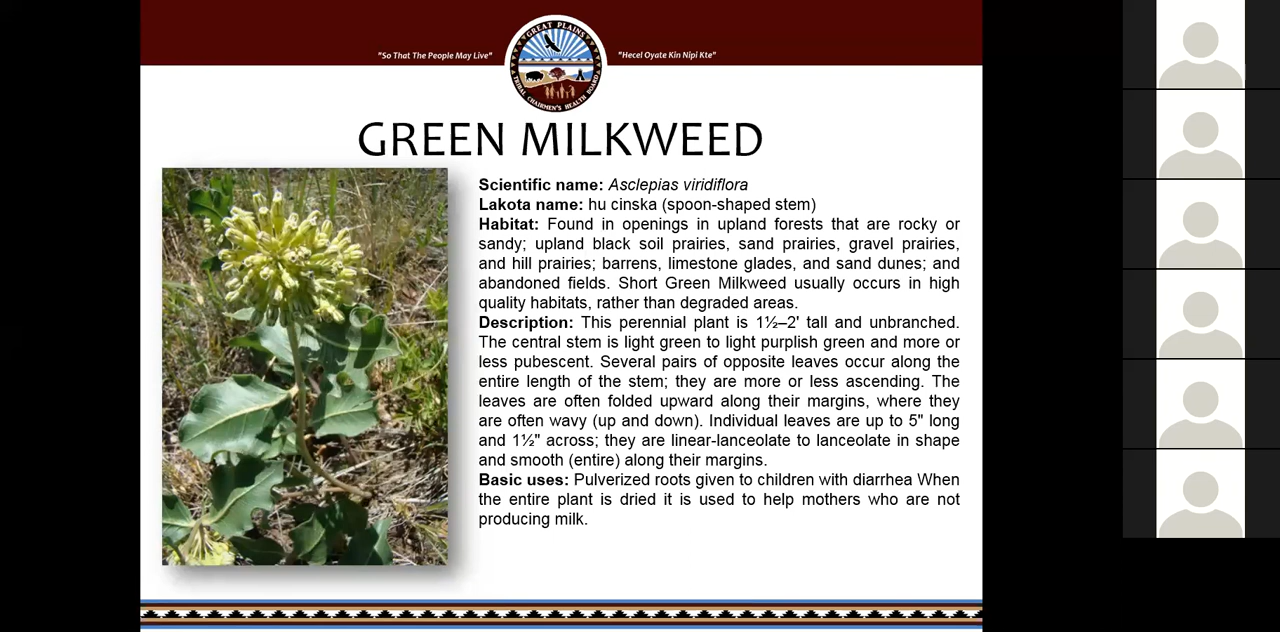 "So That The People May Live"
"Hecel Oyate Kin Nipi Kte"
GREAT PLAINS
TRIBAL CHAIRMEN'S HEALTH BOARD
GREEN MILKWEED
Scientific name: Asclepias viridiflora
Lakota name: hu cinska (spoon-shaped stem)
Habitat: Found in openings in upland forests that are rocky or
sandy; upland black soil prairies, sand prairies, gravel prairies,
and hill prairies; barrens, limestone glades, and sand dunes; and
abandoned fields. Short Green Milkweed usually occurs in high
quality habitats, rather than degraded areas.
Description: This perennial plant is 1½–2' tall and unbranched.
The central stem is light green to light purplish green and more or
less pubescent. Several pairs of opposite leaves occur along the
entire length of the stem; they are more or less ascending. The
leaves are often folded upward along their margins, where they
are often wavy (up and down). Individual leaves are up to 5" long
and 1½" across; they are linear-lanceolate to lanceolate in shape
and smooth (entire) along their margins.
Basic uses: Pulverized roots given to children with diarrhea When
the entire plant is dried it is used to help mothers who are not
producing milk.